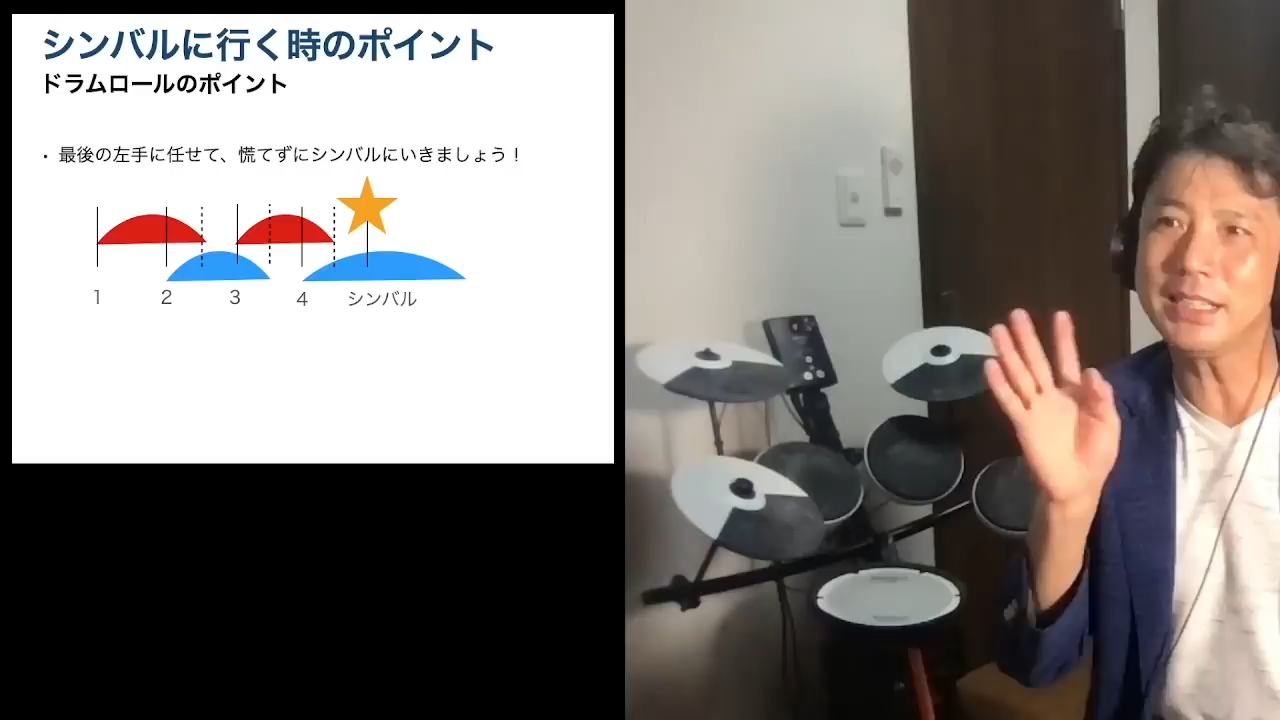 シンバルに行く時のポイント
ドラムロールのポイント
・最後の左手に任せて、慌てずにシンバルにいきましょう！
1 2 3 4 シンバル